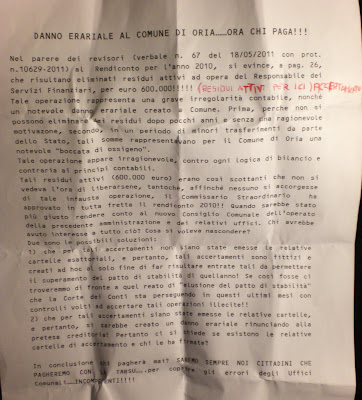 DANNO ERARIALE AL COMUNE DI ORIA……ORA CHI PAGA!!!
Nel parere dei revisori (verbale n. 67 del 18/05/2011 con prot.
n.10629-2011) al Rendiconto per l'anno 2010, si evince, a pag. 26,
che risultano eliminati residui attivi ad opera del Responsabile dei
Servizi Finanziari, per euro 600.000!!!!! (RESIDUI ATTIVI PER ICI) ACCERTAMENTO
Tale operazione rappresenta una grave irregolarità contabile, nonché
un notevole danno erariale creato al Comune. Prima, perché non si
possono eliminare dei residui dopo pochi anni e senza una ragionevole
motivazione, secondo, in un periodo di minori trasferimenti da parte
dello Stato, tali somme rappresentavano per il Comune di Oria una
notevole "boccata di ossigeno".
Tale operazione appare irragionevole, contro ogni logica di bilancio e
contraria ai principi contabili.
Tali residui attivi (600.000 euro) erano così scottanti che non si
vedeva l'ora di liberarsene, tantochè, affinché nessuno si accorgesse
di tale infausta operazione, il Commissario Straordinario ha
approvato in tutta fretta il rendiconto 2010!! Quando sarebbe stato
più giusto rendere conto al nuovo Consiglio Comunale dell'operato
della precedente amministrazione e dei relativi uffici. Chi avrebbe
avuto interesse a tutto ciò? Cosa si voleva nascondere?
Due sono le possibili soluzioni:
1) che per tali accertamenti non siano state emesse le relative
cartelle esattoriali, e pertanto, tali accertamenti sono fittizi e
creati ad hoc al solo fine di far risultare entrate tali da permettere
il superamento del patto di stabilità di quell'anno! Se così fosse ci
troveremmo di fronte a quel reato di "elusione del patto di stabilità"
che la Corte dei Conti sta perseguendo in questi ultimi mesi con
controlli volti ad accertare tali operazioni illecite!!
2) che per tali accertamenti siano state emesse le relative cartelle,
e pertanto, si sarebbe creato un danno erariale rinunciando alla
pretesa creditoria! Pertanto ci si chiede se esistono le relative
cartelle di accertamento e chi le ha firmate?
In conclusione chi pagherà mai? SAREMO SEMPRE NOI CITTADINI CHE
PAGHEREMO CON LA TARSU……per coprire gli errori degli Uffici
Comunali……INCOMPETENTI!!!!!